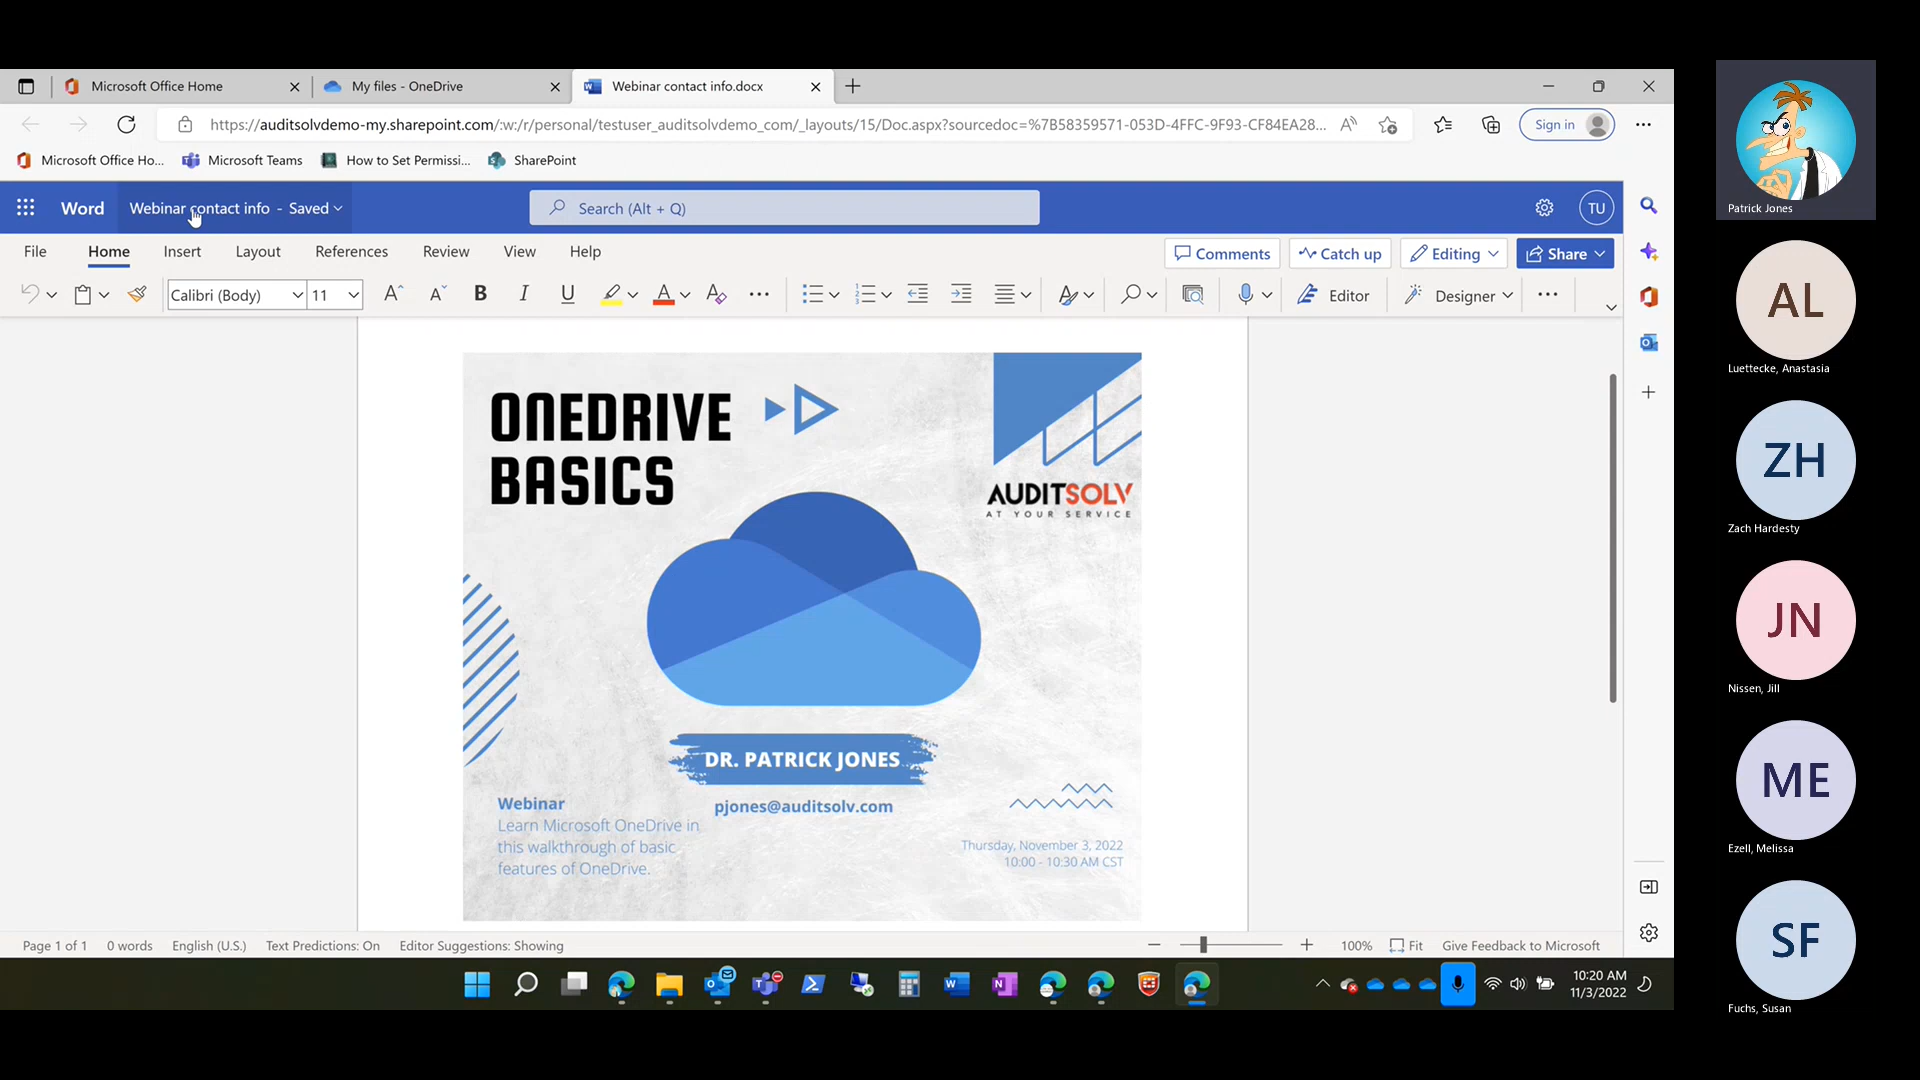 Microsoft Office Home
My files - OneDrive
Webinar contact info.docx
https://auditsolvdemo-my.sharepoint.com/:w:/r/personal/testuser_auditsolvdemo_com/_layouts/15/Doc.aspx?sourcedoc=%7B58359571-053D-4FFC-9F93-CF84EA28...
Sign in
Microsoft Office Ho...
Microsoft Teams
How to Set Permissi...
SharePoint
Word
Webinar contact info - Saved
Search (Alt + Q)
TU
File
Home
Insert
Layout
References
Review
View
Help
Comments
Catch up
Editing
Share
Calibri (Body)
11
A
A
B
I
U
A
A
Editor
Designer
ONEDRIVE
BASICS
AUDITSOLV
AT YOUR SERVICE
DR. PATRICK JONES
pjones@auditsolv.com
Webinar
Learn Microsoft OneDrive in
this walkthrough of basic
features of OneDrive.
Thursday, November 3, 2022
10:00 - 10:30 AM CST
Page 1 of 1
0 words
English (U.S.)
Text Predictions: On
Editor Suggestions: Showing
100%
Fit
Give Feedback to Microsoft
10:20 AM
11/3/2022
Patrick Jones
AL
Luettecke, Anastasia
ZH
Zach Hardesty
JN
Nissen, Jill
ME
Ezell, Melissa
SF
Fuchs, Susan